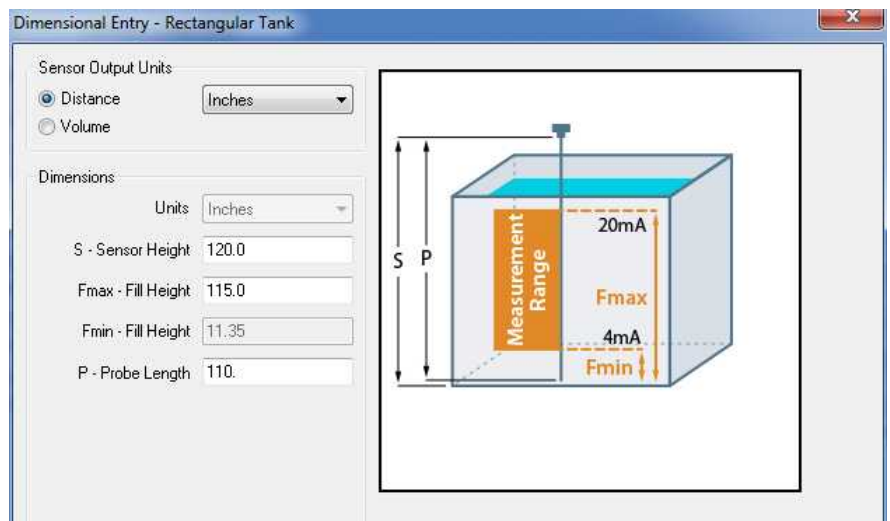 Dimensional Entry - Rectangular Tank
x
Sensor Output Units
Distance
Inches
Volume
Dimensions
Units
Inches
S - Sensor Height
120.0
Fmax - Fill Height
115.0
Fmin - Fill Height
11.35
P - Probe Length
110.
S
P
Measurement
Range
20mA
Fmax
4mA
Fmin